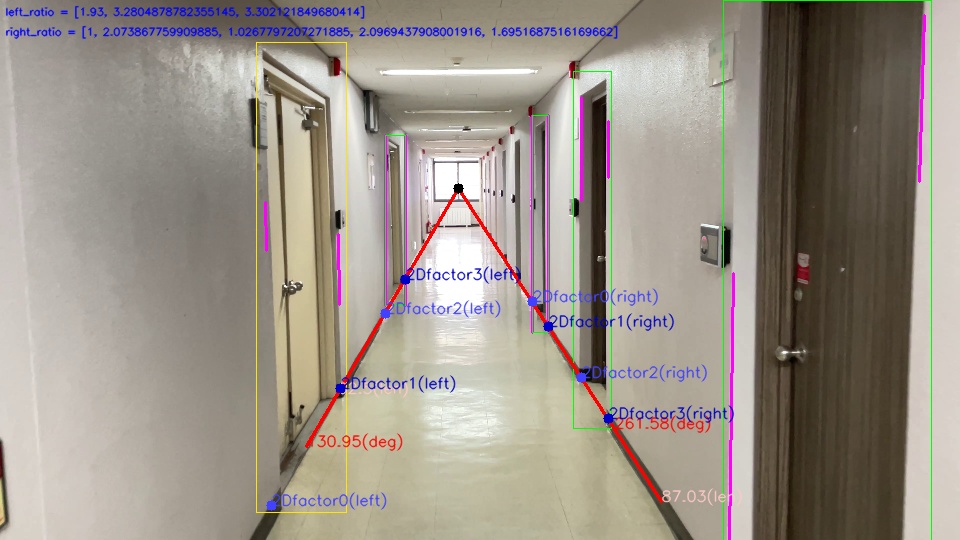 left_ratio = [1.93, 3.2804878782355145, 3.302121849680414]
right_ratio = [1, 2.073867759909885, 1.0267797207271885, 2.0969437908001916, 1.6951687516169662]
2Dfactor3(left)
2Dfactor0(right)
2Dfactor2(left)
2Dfactor1(right)
2Dfactor2(right)
2Dfactor1(left)
2Dfactor3(right)
261.58(deg)
130.95(deg)
87.03(len)
2Dfactor0(left)